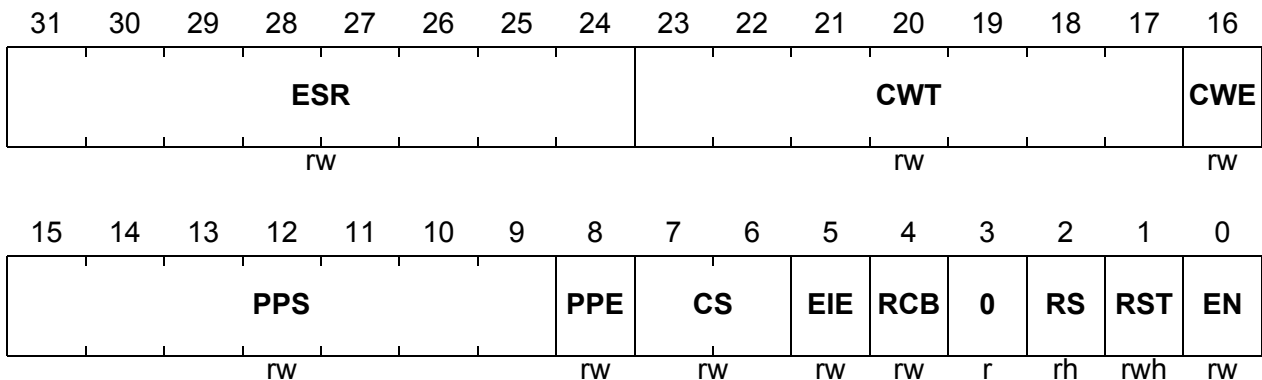 31 30 29 28 27 26 25 24 23 22 21 20 19 18 17 16
ESR CWT CWE
rw rw rw
15 14 13 12 11 10 9 8 7 6 5 4 3 2 1 0
PPS PPE CS EIE RCB 0 RS RST EN
rw rw rw rw rw r rh rwh rw